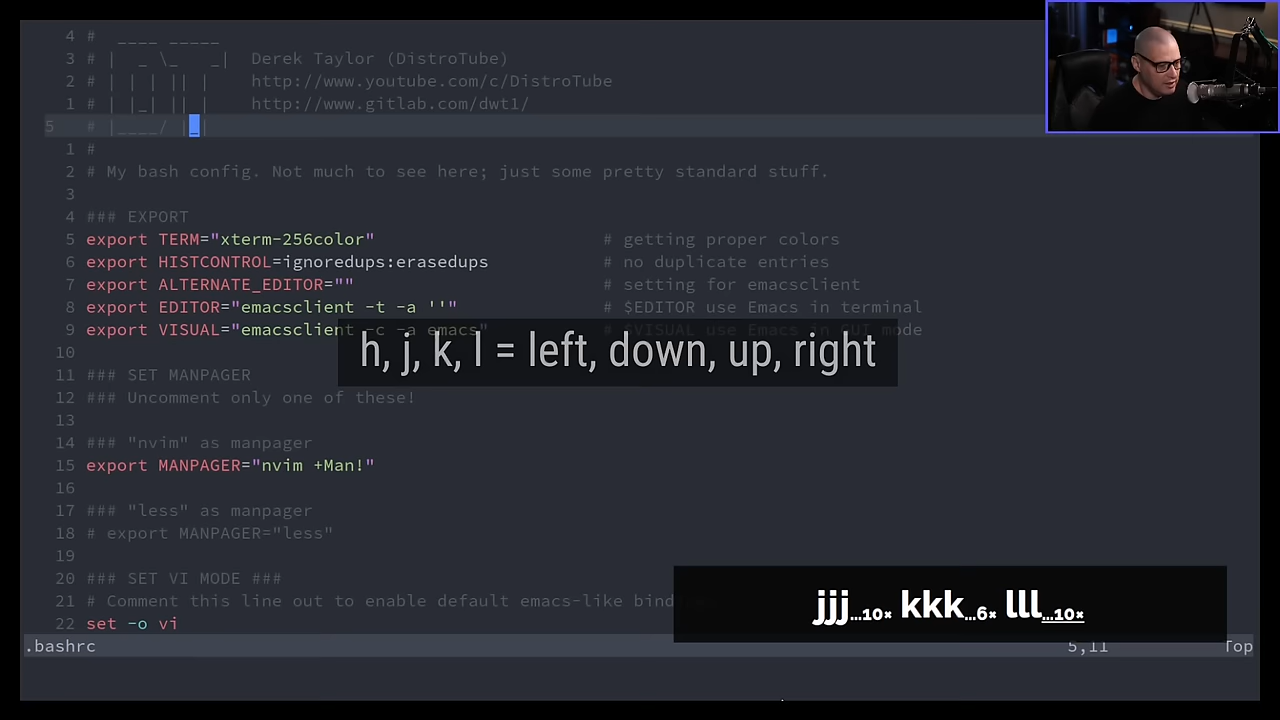 4 #  ____ _____
3 # |  _ \_   _|  Derek Taylor (DistroTube)
2 # | | | || |    http://www.youtube.com/c/DistroTube
1 # | |_| || |    http://www.gitlab.com/dwt1/
5 # |____/ |_|
1 #
2 # My bash config. Not much to see here; just some pretty standard stuff.
3
4 ### EXPORT
5 export TERM="xterm-256color"                      # getting proper colors
6 export HISTCONTROL=ignoredups:erasedups           # no duplicate entries
7 export ALTERNATE_EDITOR=""                        # setting for emacsclient
8 export EDITOR="emacsclient -t -a ''"              # $EDITOR use Emacs in terminal
9 export VISUAL="emacsclient -c -a emacs"           # $VISUAL use Emacs in GUI mode
10
h, j, k, l = left, down, up, right
11 ### SET MANPAGER
12 ### Uncomment only one of these!
13
14 ### "nvim" as manpager
15 export MANPAGER="nvim +Man!"
16
17 ### "less" as manpager
18 # export MANPAGER="less"
19
20 ### SET VI MODE ###
21 # Comment this line out to enable default emacs-like
jjj...10× kkk...6× lll...10×
22 set -o vi
.bashrc 5,11 Top